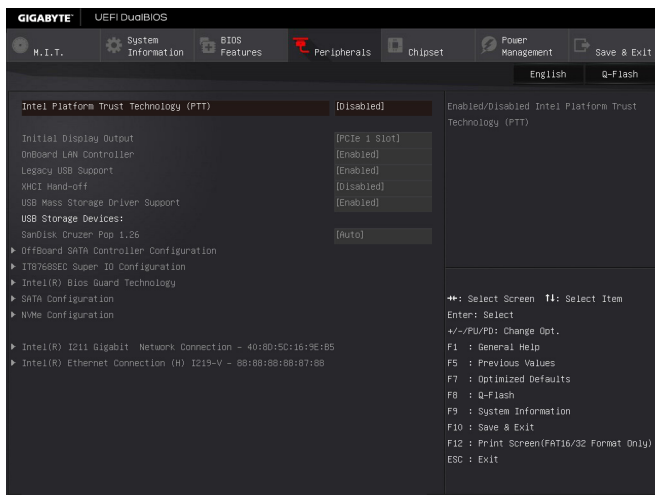 GIGABYTE™ UEFI DualBIOS
M.I.T.
System Information
BIOS Features
Peripherals
Chipset
Power Management
Save & Exit
English Q-Flash
Intel Platform Trust Technology (PTT) [Disabled]
Initial Display Output [PCIe 1 Slot]
OnBoard LAN Controller [Enabled]
Legacy USB Support [Enabled]
XHCI Hand-off [Disabled]
USB Mass Storage Driver Support [Enabled]
USB Storage Devices:
SanDisk Cruzer Pop 1.26 [Auto]
OffBoard SATA Controller Configuration
IT8768SEC Super IO Configuration
Intel(R) Bios Guard Technology
SATA Configuration
NVMe Configuration
Intel(R) I211 Gigabit Network Connection - 40:8D:5C:16:9E:B5
Intel(R) Ethernet Connection (H) I219-V - 88:88:88:88:87:88
Enabled/Disabled Intel Platform Trust
Technology (PTT)
→←: Select Screen ↑↓: Select Item
Enter: Select
+/-/PU/PD: Change Opt.
F1 : General Help
F5 : Previous Values
F7 : Optimized Defaults
F8 : Q-Flash
F9 : System Information
F10 : Save & Exit
F12 : Print Screen(FAT16/32 Format Only)
ESC : Exit